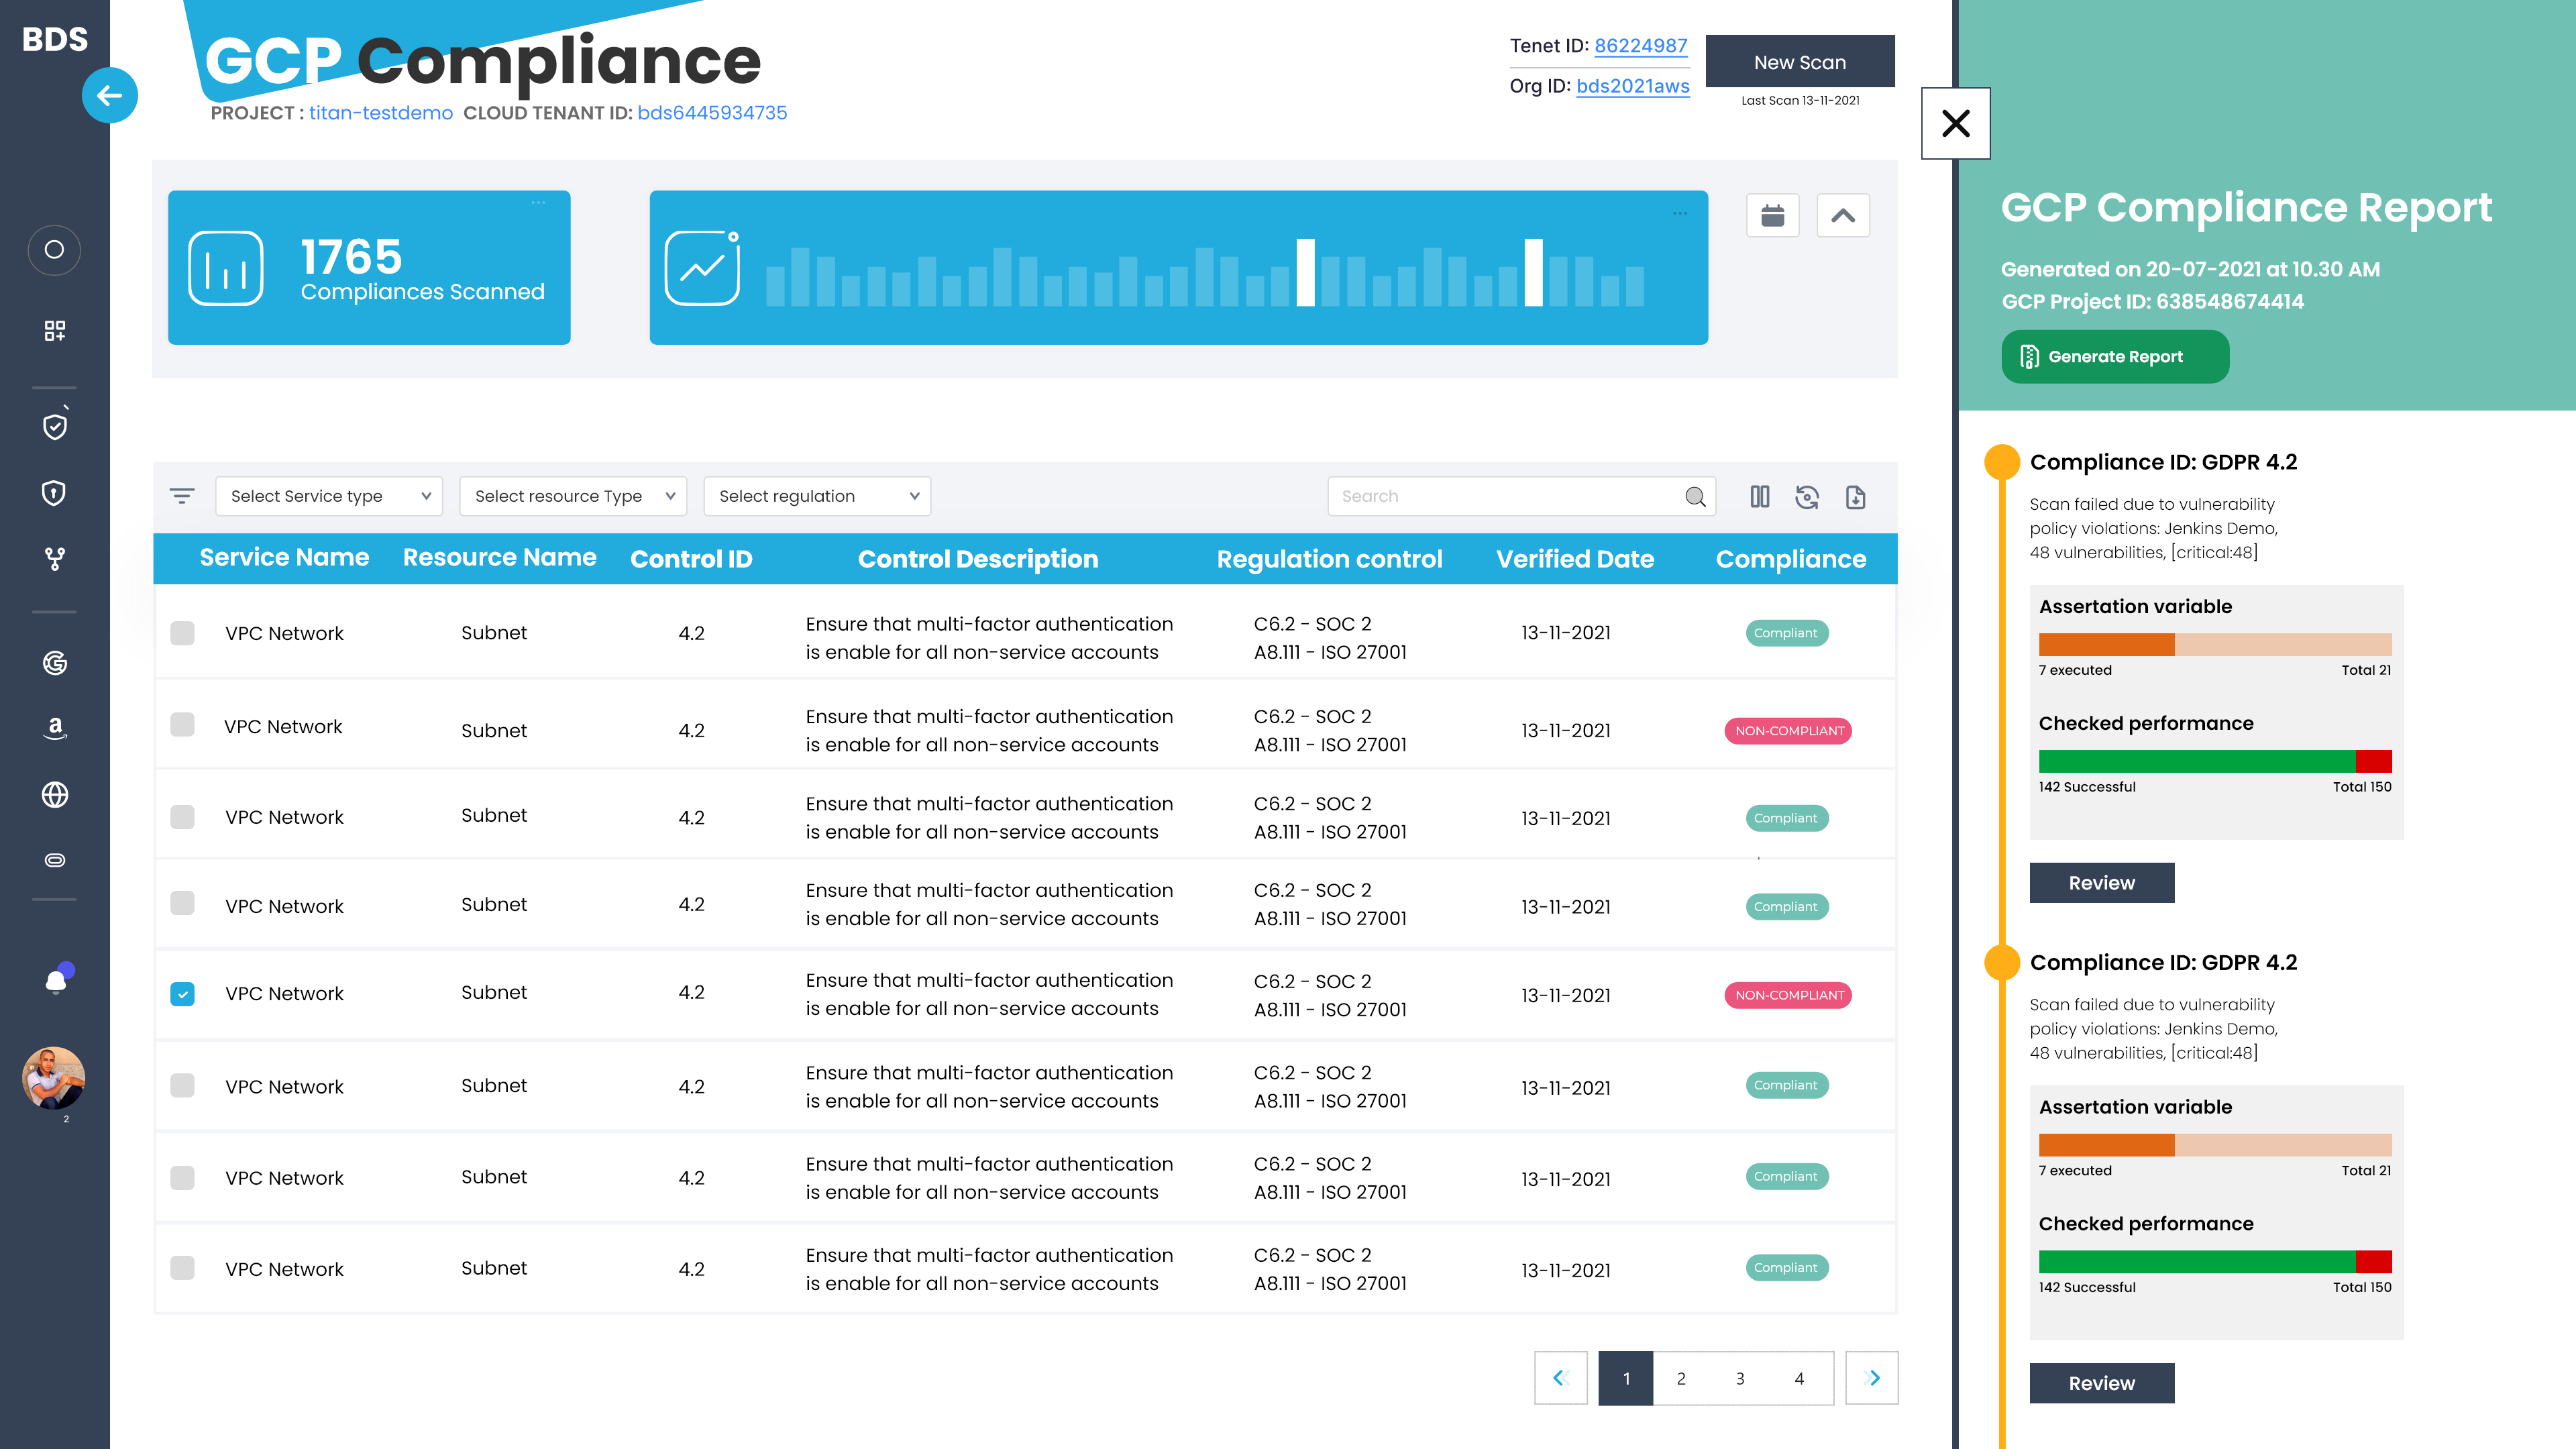 BDS
GCP Compliance
PROJECT : titan-testdemo CLOUD TENANT ID: bds6445934735
Tenet ID: 86224987
Org ID: bds2021aws
New Scan
Last Scan 13-11-2021
1765
Compliances Scanned
Select Service type
Select resource Type
Select regulation
Search
Service Name Resource Name Control ID Control Description Regulation control Verified Date Compliance
VPC Network Subnet 4.2 Ensure that multi-factor authentication C6.2 - SOC 2 13-11-2021 Compliant
is enable for all non-service accounts A8.111 - ISO 27001
VPC Network Subnet 4.2 Ensure that multi-factor authentication C6.2 - SOC 2 13-11-2021 NON-COMPLIANT
is enable for all non-service accounts A8.111 - ISO 27001
VPC Network Subnet 4.2 Ensure that multi-factor authentication C6.2 - SOC 2 13-11-2021 Compliant
is enable for all non-service accounts A8.111 - ISO 27001
VPC Network Subnet 4.2 Ensure that multi-factor authentication C6.2 - SOC 2 13-11-2021 Compliant
is enable for all non-service accounts A8.111 - ISO 27001
VPC Network Subnet 4.2 Ensure that multi-factor authentication C6.2 - SOC 2 13-11-2021 NON-COMPLIANT
is enable for all non-service accounts A8.111 - ISO 27001
VPC Network Subnet 4.2 Ensure that multi-factor authentication C6.2 - SOC 2 13-11-2021 Compliant
is enable for all non-service accounts A8.111 - ISO 27001
VPC Network Subnet 4.2 Ensure that multi-factor authentication C6.2 - SOC 2 13-11-2021 Compliant
is enable for all non-service accounts A8.111 - ISO 27001
VPC Network Subnet 4.2 Ensure that multi-factor authentication C6.2 - SOC 2 13-11-2021 Compliant
is enable for all non-service accounts A8.111 - ISO 27001
2
1 2 3 4
GCP Compliance Report
Generated on 20-07-2021 at 10.30 AM
GCP Project ID: 638548674414
Generate Report
Compliance ID: GDPR 4.2
Scan failed due to vulnerability
policy violations: Jenkins Demo,
48 vulnerabilities, [critical:48]
Assertation variable
7 executed Total 21
Checked performance
142 Successful Total 150
Review
Compliance ID: GDPR 4.2
Scan failed due to vulnerability
policy violations: Jenkins Demo,
48 vulnerabilities, [critical:48]
Assertation variable
7 executed Total 21
Checked performance
142 Successful Total 150
Review